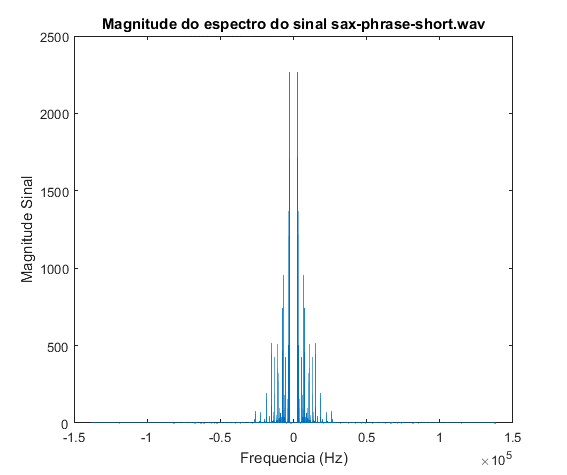 Magnitude do espectro do sinal sax-phrase-short.wav
2500
2000
1500
1000
500
0
Magnitude Sinal
-1.5 -1 -0.5 0 0.5 1 1.5
Frequencia (Hz)
×10^5